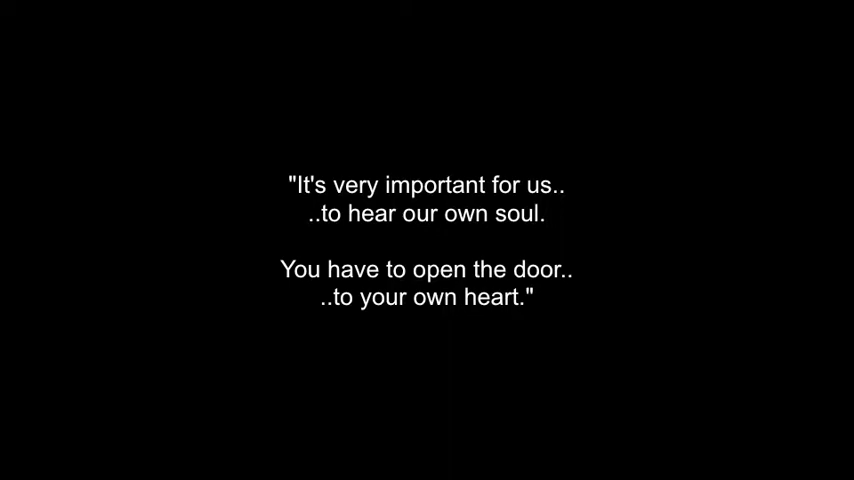 "It's very important for us..
..to hear our own soul.
You have to open the door..
..to your own heart."